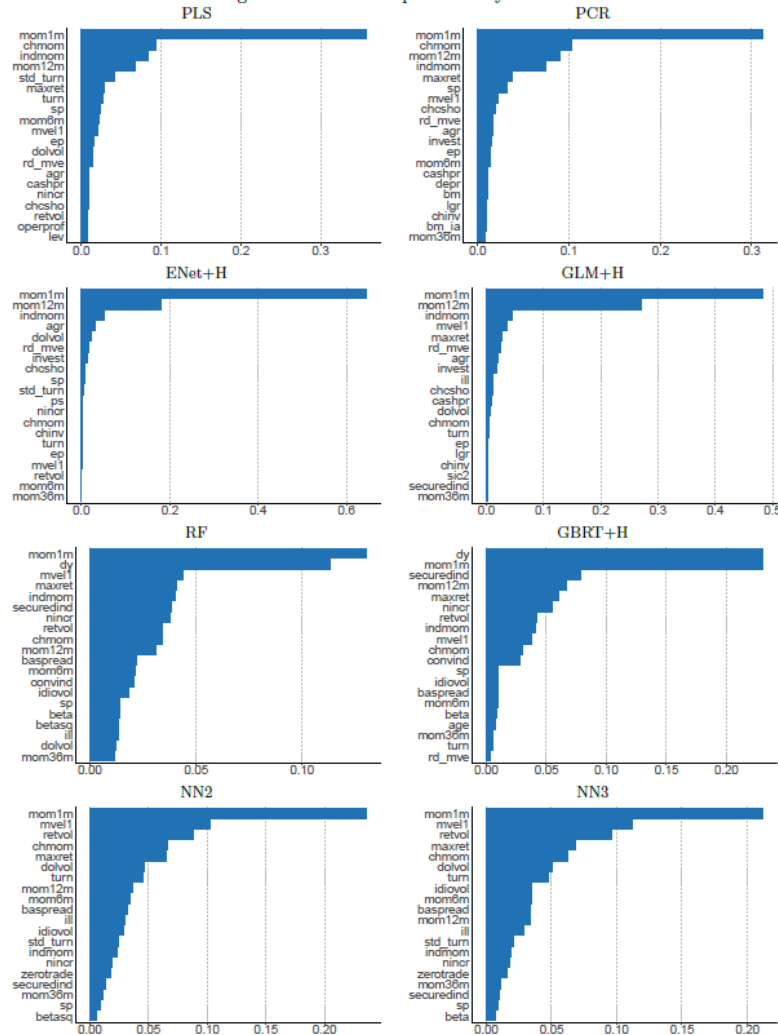 PLS
mom1m
chmom
indmom
mom12m
std_turn
maxret
turn
sp
mom6m
mvel1
ep
dolvol
rd_mve
agr
cashpr
nincr
chcsho
retvol
operprof
lev
0.0 0.1 0.2 0.3
PCR
mom1m
chmom
mom12m
indmom
maxret
sp
mvel1
chcsho
rd_mve
agr
invest
ep
mom6m
cashpr
depr
bm
lgr
chinv
bm_ia
mom36m
0.0 0.1 0.2 0.3
ENet+H
mom1m
mom12m
indmom
agr
dolvol
rd_mve
invest
chcsho
sp
std_turn
ps
nincr
chmom
chinv
turn
ep
mvel1
retvol
mom6m
mom36m
0.0 0.2 0.4 0.6
GLM+H
mom1m
mom12m
indmom
mvel1
maxret
rd_mve
agr
invest
ill
chcsho
cashpr
dolvol
chmom
turn
ep
lgr
chinv
sic2
securedind
mom36m
0.0 0.1 0.2 0.3 0.4 0.5
RF
mom1m
dy
mvel1
maxret
indmom
securedind
nincr
retvol
chmom
mom12m
baspread
mom6m
convind
idiovol
sp
beta
betasq
ill
dolvol
mom36m
0.00 0.05 0.10
GBRT+H
dy
mom1m
securedind
mom12m
maxret
nincr
retvol
indmom
mvel1
chmom
convind
sp
idiovol
baspread
mom6m
beta
age
mom36m
turn
rd_mve
0.00 0.05 0.10 0.15 0.20
NN2
mom1m
mvel1
retvol
chmom
maxret
dolvol
turn
mom12m
mom6m
baspread
ill
idiovol
std_turn
indmom
nincr
zerotrade
securedind
mom36m
sp
betasq
0.00 0.05 0.10 0.15 0.20
NN3
mom1m
mvel1
retvol
maxret
chmom
dolvol
turn
idiovol
mom6m
baspread
mom12m
ill
std_turn
indmom
nincr
zerotrade
mom36m
securedind
sp
beta
0.00 0.05 0.10 0.15 0.20